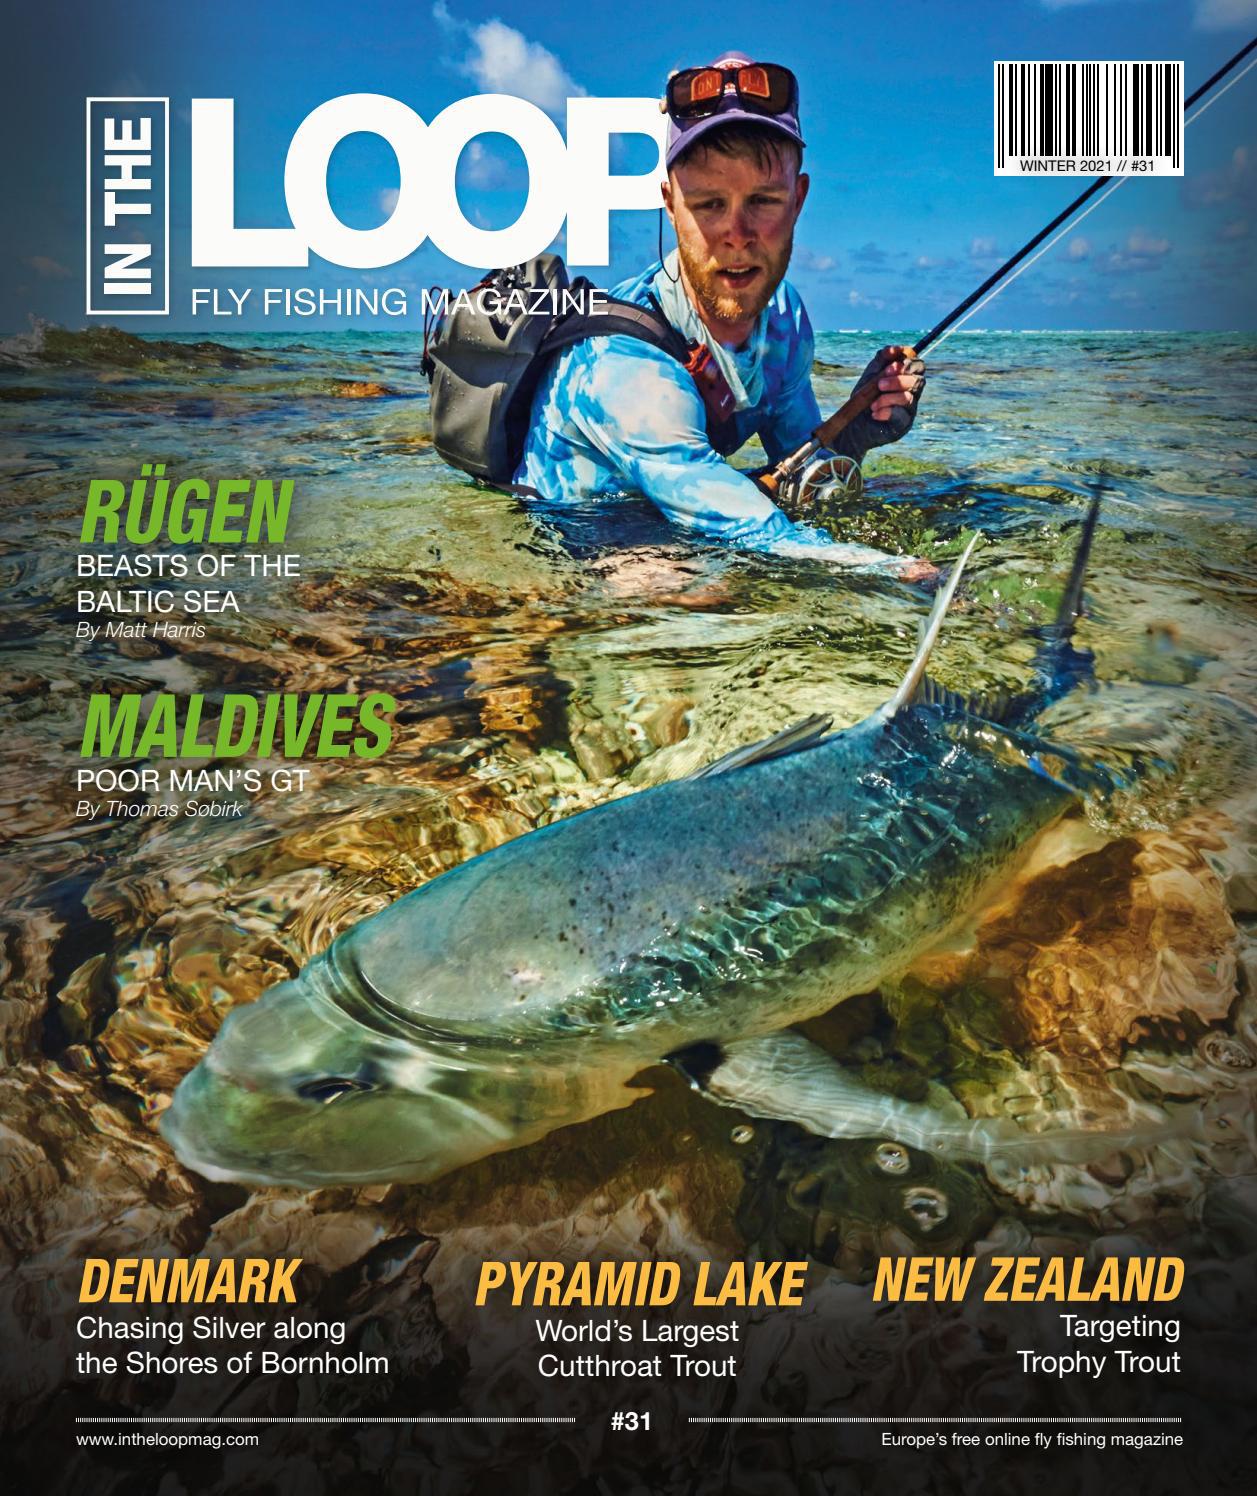 IN THE
LOOP
FLY FISHING MAGAZINE
WINTER 2021 // #31
RÜGEN
BEASTS OF THE
BALTIC SEA
By Matt Harris
MALDIVES
POOR MAN'S GT
By Thomas Søbirk
DENMARK
Chasing Silver along
the Shores of Bornholm
PYRAMID LAKE
World's Largest
Cutthroat Trout
NEW ZEALAND
Targeting
Trophy Trout
#31
www.intheloopmag.com
Europe's free online fly fishing magazine